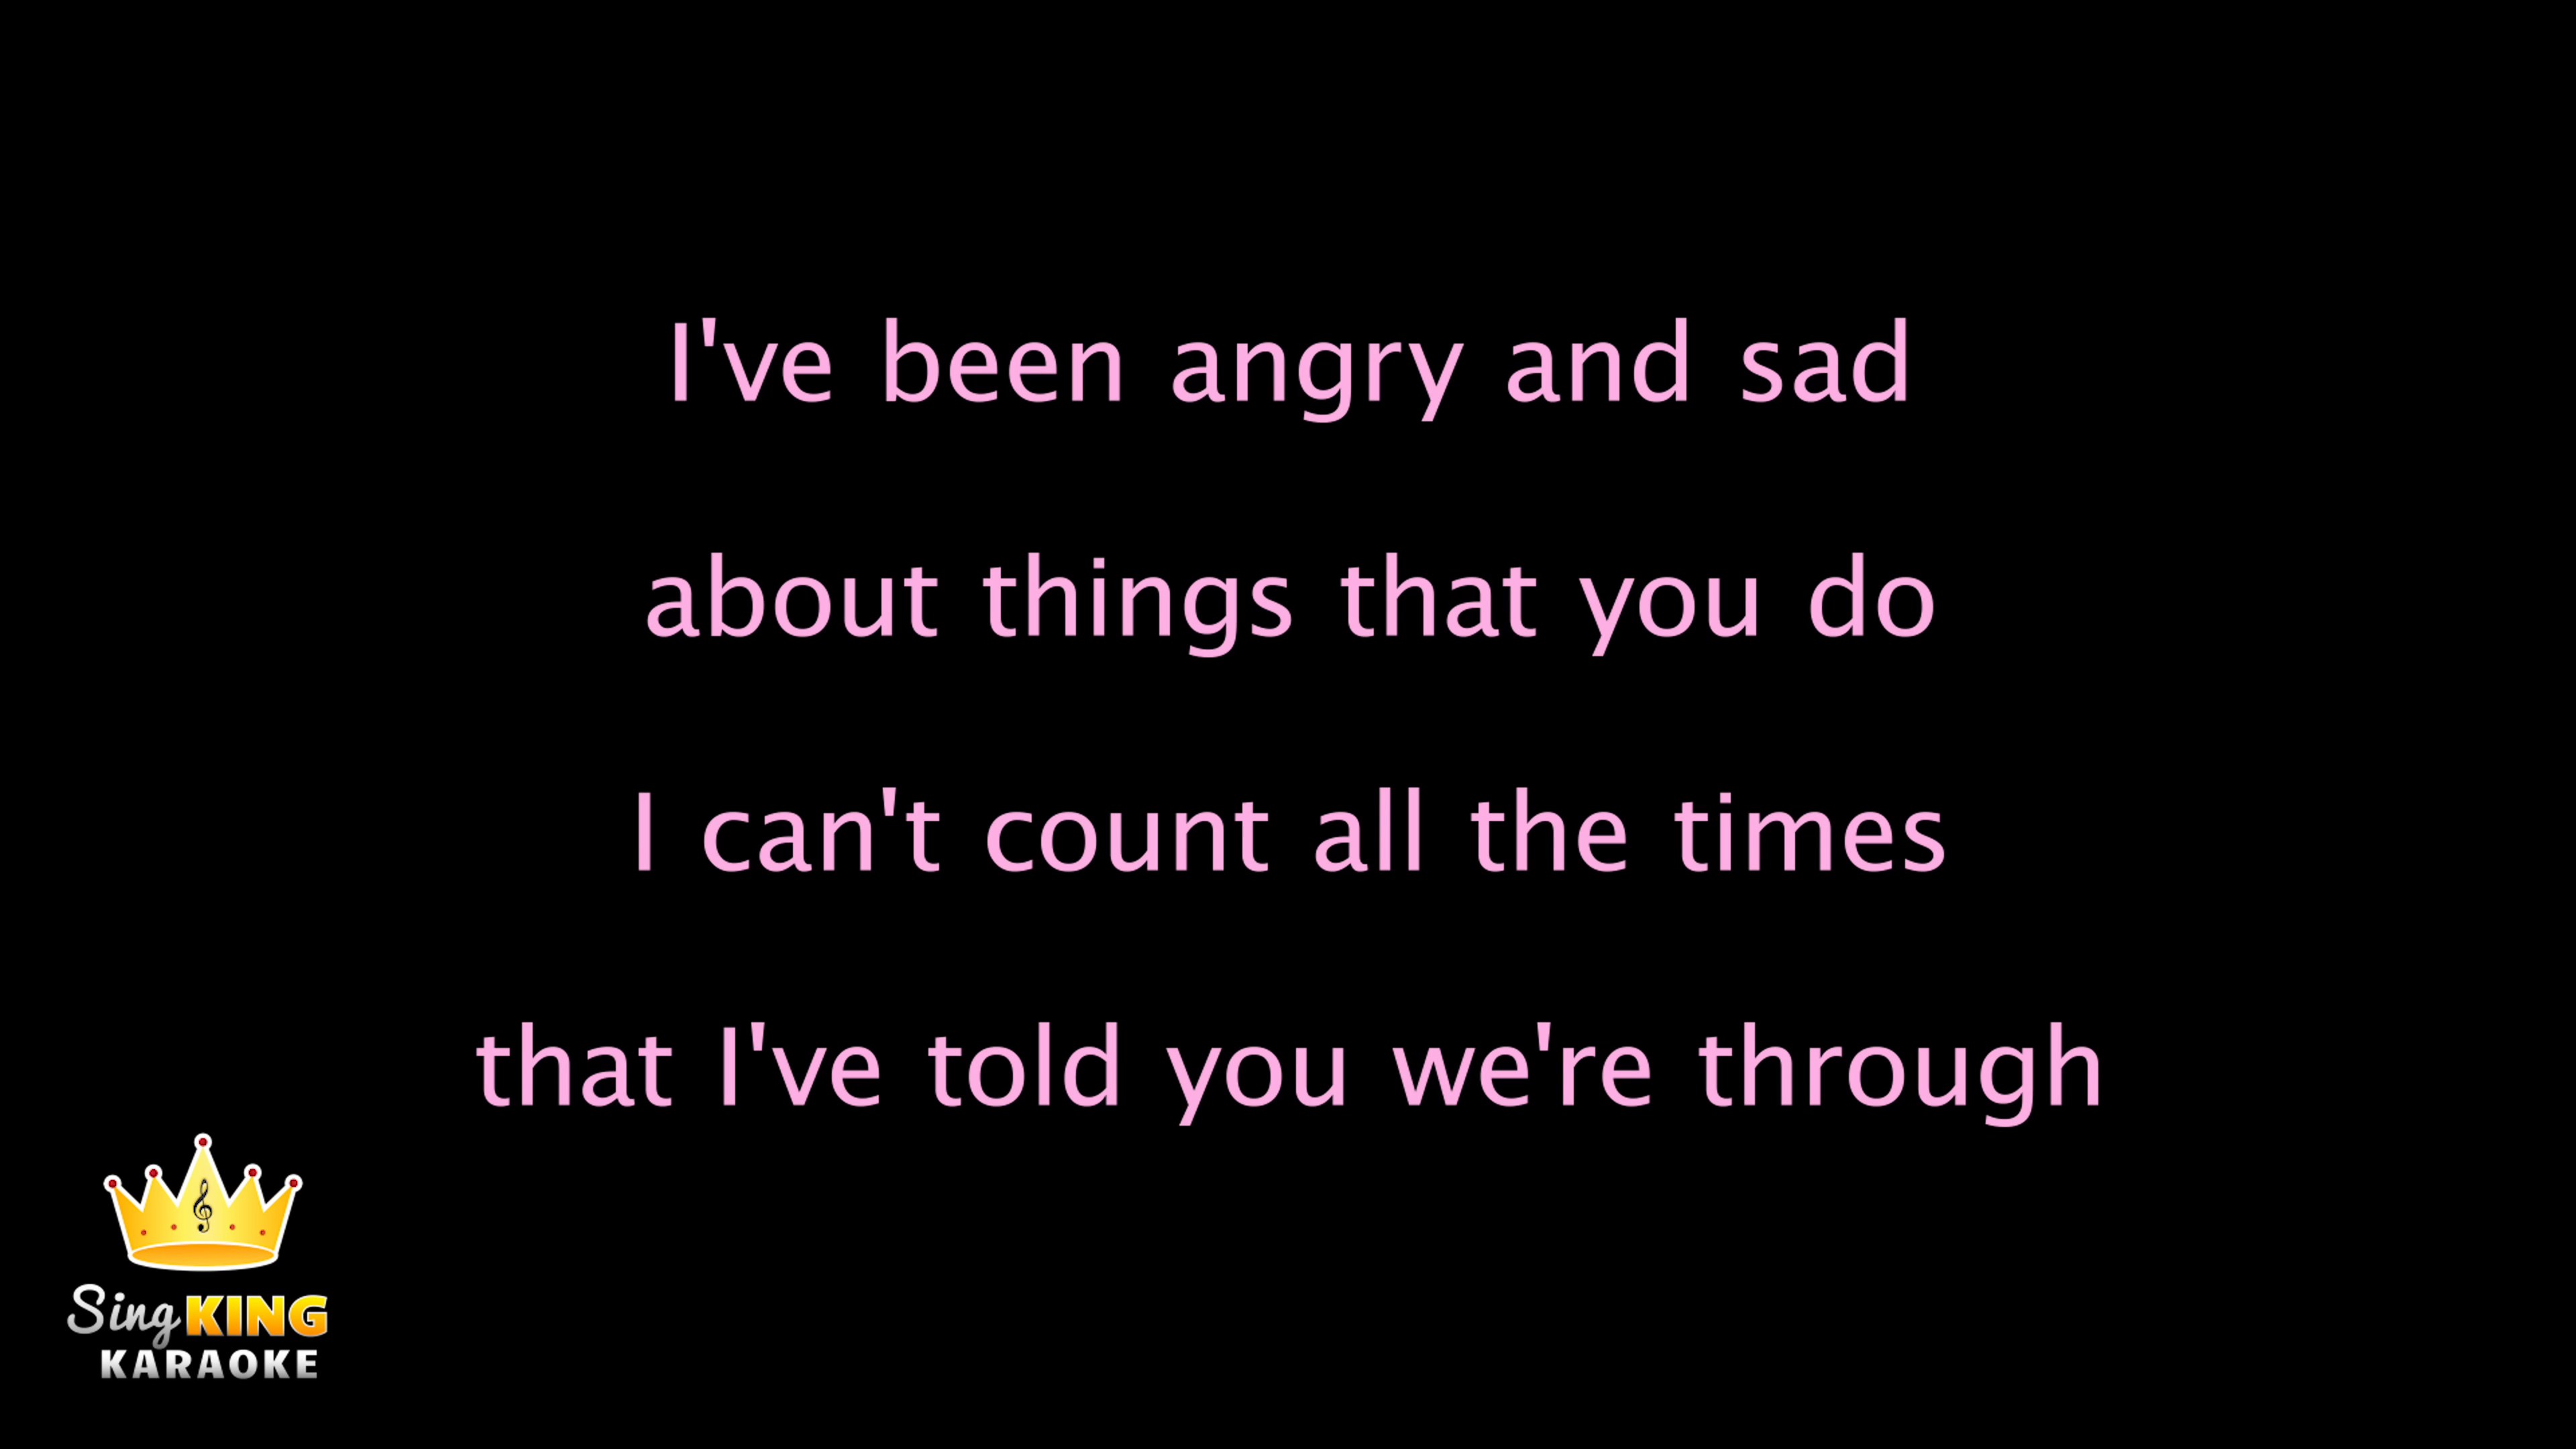 I've been angry and sad
about things that you do
I can't count all the times
that I've told you we're through
Sing KING
KARAOKE